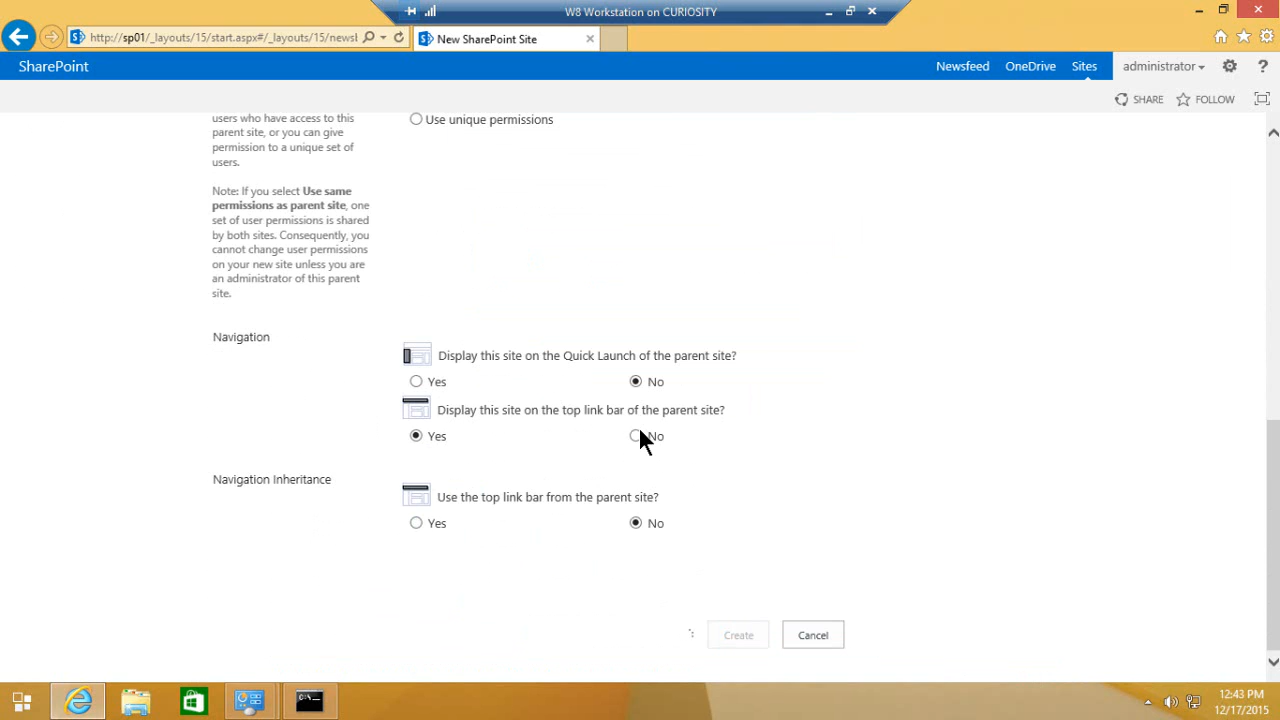 W8 Workstation on CURIOSITY
http://sp01/_layouts/15/start.aspx#/_layouts/15/newsl
New SharePoint Site
SharePoint
Newsfeed
OneDrive
Sites
administrator
?
SHARE
FOLLOW
users who have access to this
parent site, or you can give
permission to a unique set of
users.
Use unique permissions
Note: If you select Use same
permissions as parent site, one
set of user permissions is shared
by both sites. Consequently, you
cannot change user permissions
on your new site unless you are
an administrator of this parent
site.
Navigation
Display this site on the Quick Launch of the parent site?
Yes
No
Display this site on the top link bar of the parent site?
Yes
No
Navigation Inheritance
Use the top link bar from the parent site?
Yes
No
Create
Cancel
12:43 PM
12/17/2015